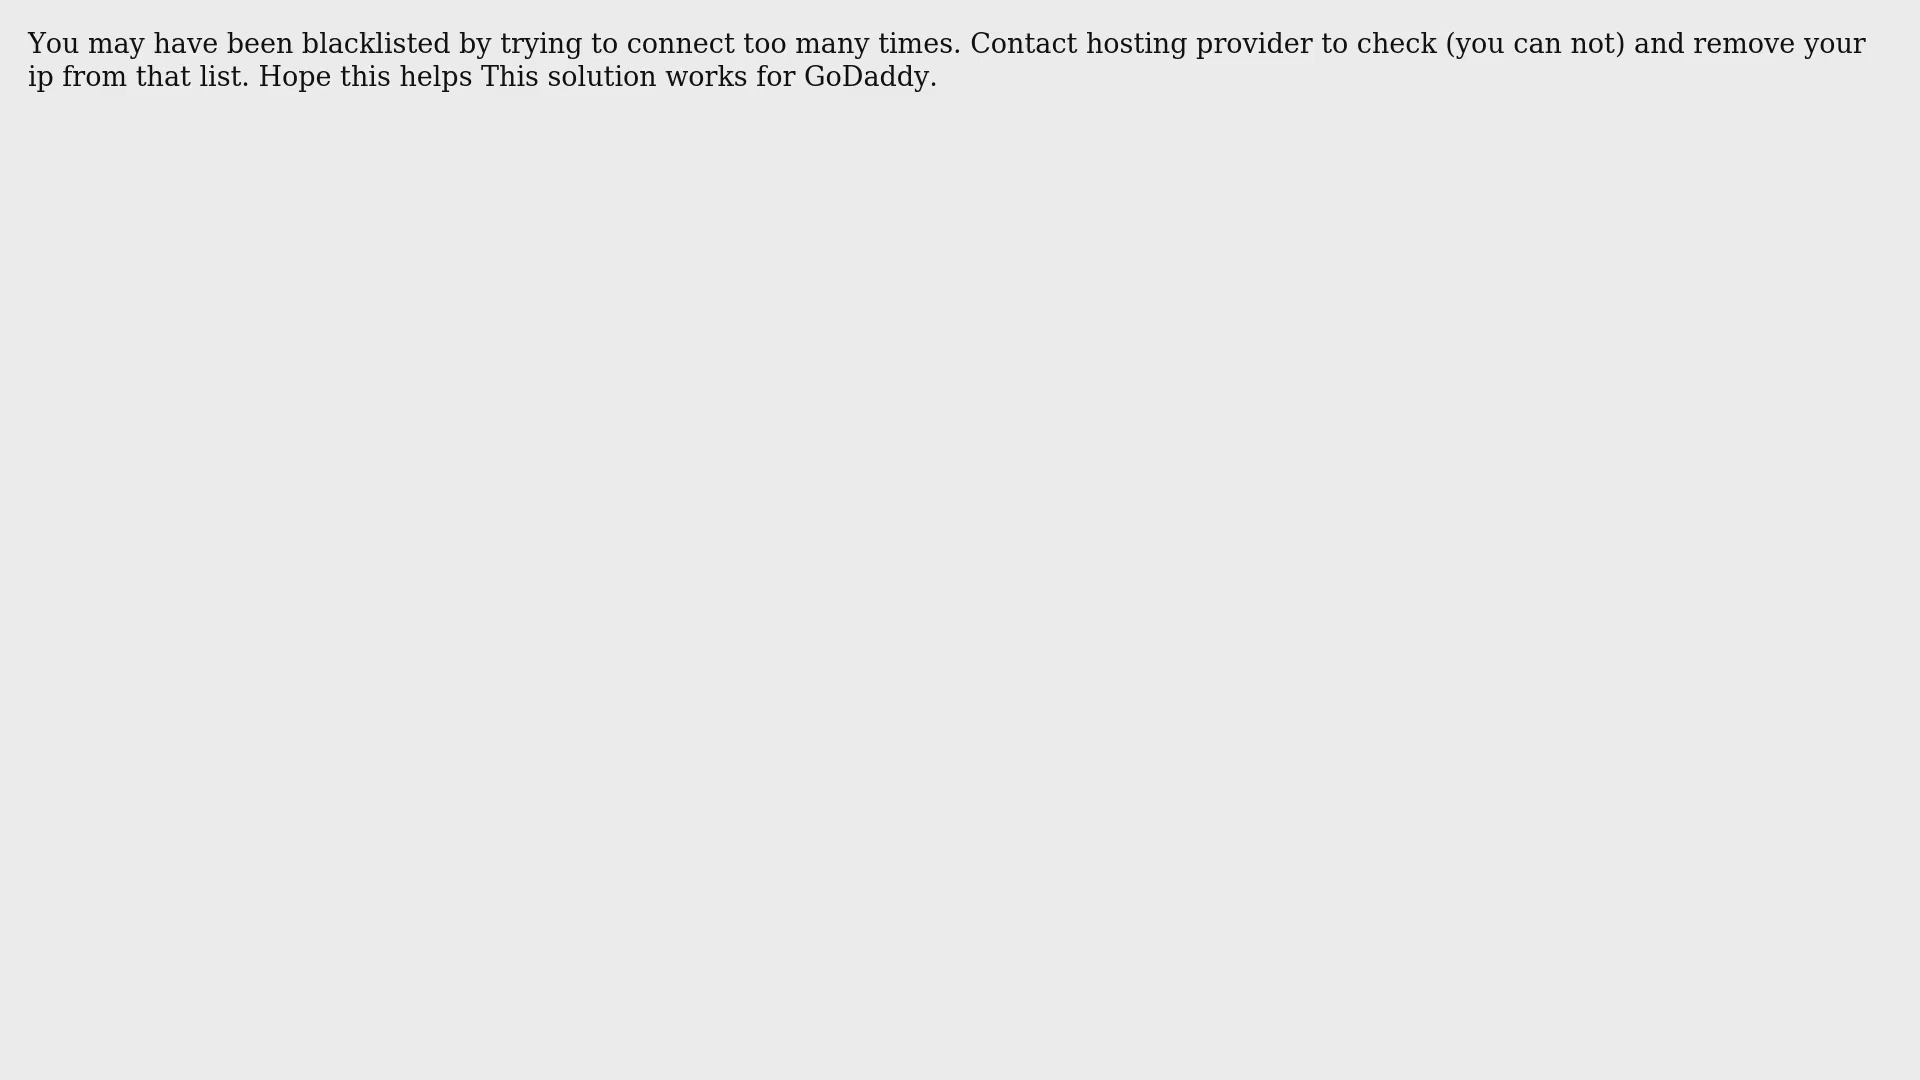 You may have been blacklisted by trying to connect too many times. Contact hosting provider to check (you can not) and remove your
ip from that list. Hope this helps This solution works for GoDaddy.